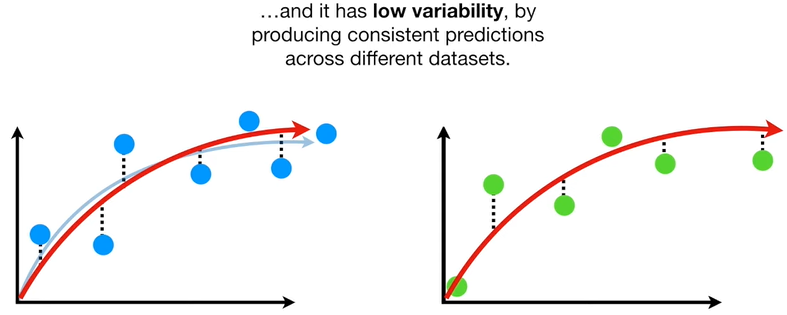 …and it has low variability, by
producing consistent predictions
across different datasets.